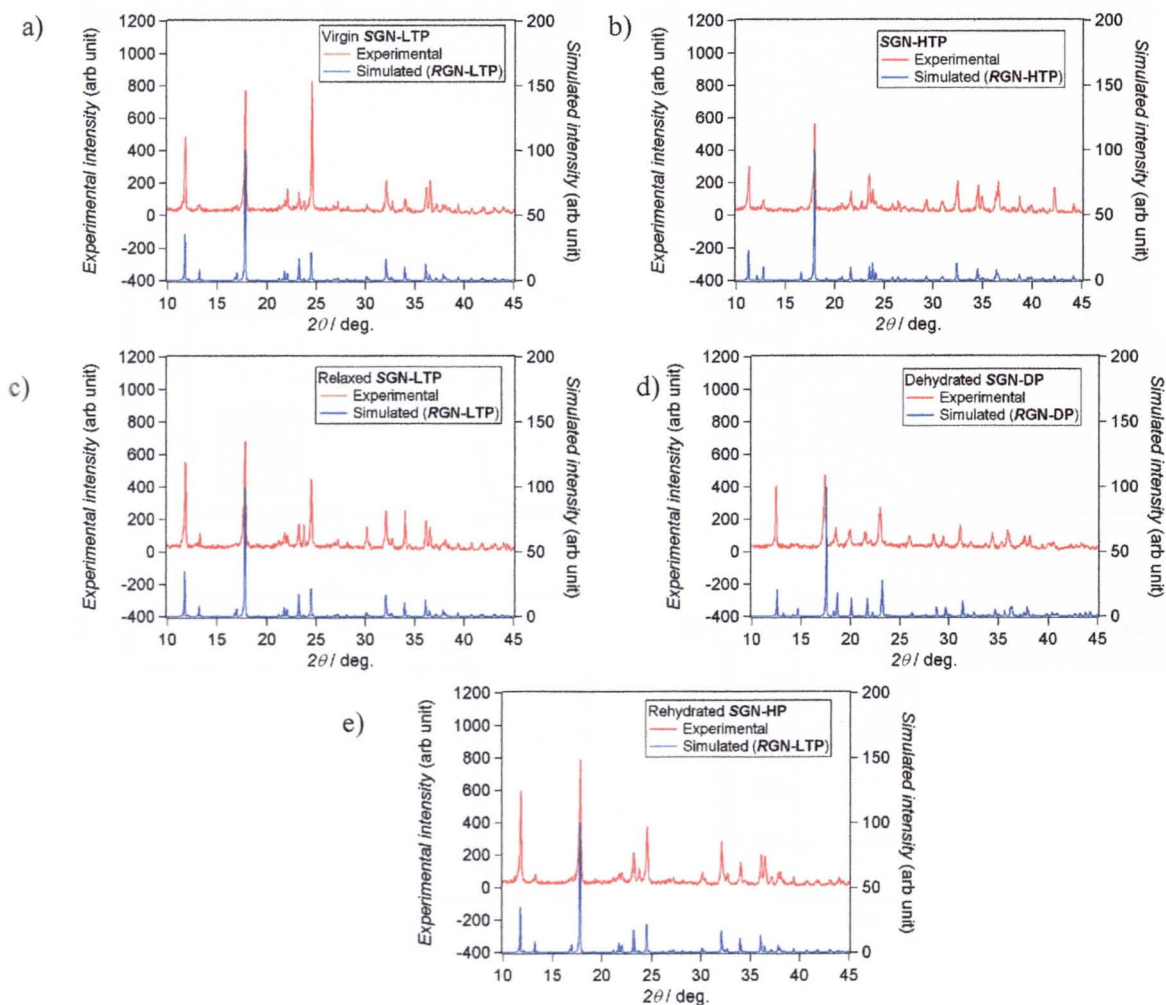 a)
1200
1000
800
600
400
200
0
-200
-400
Experimental intensity (arb unit)
Virgin SGN-LTP
Experimental
Simulated (RGN-LTP)
200
150
100
50
0
Simulated intensity (arb unit)
10 15 20 25 30 35 40 45
2θ / deg.
b)
1200
1000
800
600
400
200
0
-200
-400
Experimental intensity (arb unit)
SGN-HTP
Experimental
Simulated (RGN-HTP)
200
150
100
50
0
Simulated intensity (arb unit)
10 15 20 25 30 35 40 45
2θ / deg.
c)
1200
1000
800
600
400
200
0
-200
-400
Experimental intensity (arb unit)
Relaxed SGN-LTP
Experimental
Simulated (RGN-LTP)
200
150
100
50
0
Simulated intensity (arb unit)
10 15 20 25 30 35 40 45
2θ / deg.
d)
1200
1000
800
600
400
200
0
-200
-400
Experimental intensity (arb unit)
Dehydrated SGN-DP
Experimental
Simulated (RGN-DP)
200
150
100
50
0
Simulated intensity (arb unit)
10 15 20 25 30 35 40 45
2θ / deg.
e)
1200
1000
800
600
400
200
0
-200
-400
Experimental intensity (arb unit)
Rehydrated SGN-HP
Experimental
Simulated (RGN-LTP)
200
150
100
50
0
Simulated intensity (arb unit)
10 15 20 25 30 35 40 45
2θ / deg.